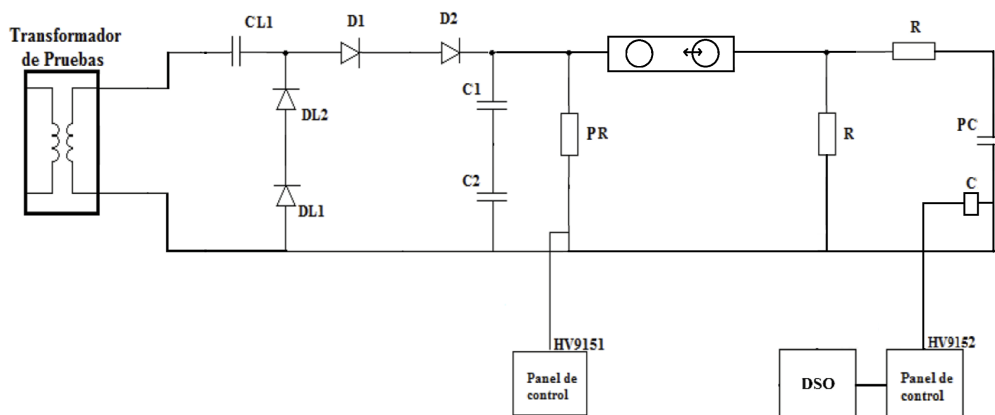 Transformador
de Pruebas
CL1
D1
D2
R
DL2
DL1
C1
C2
PR
R
PC
C
HV9151
Panel de
control
DSO
HV9152
Panel de
control